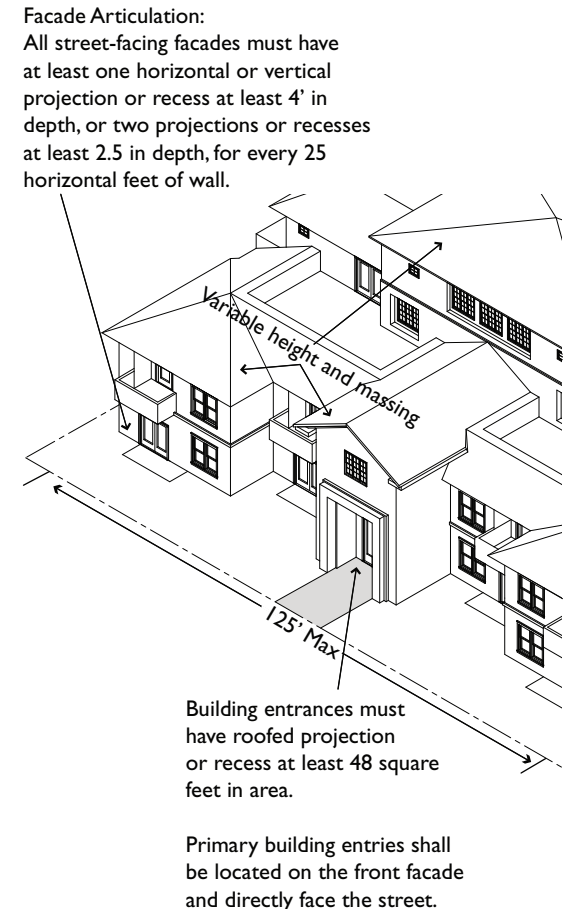 Facade Articulation:
All street-facing facades must have
at least one horizontal or vertical
projection or recess at least 4’ in
depth, or two projections or recesses
at least 2.5 in depth, for every 25
horizontal feet of wall.
Variable height and massing
125’ Max
Building entrances must
have roofed projection
or recess at least 48 square
feet in area.
Primary building entries shall
be located on the front facade
and directly face the street.